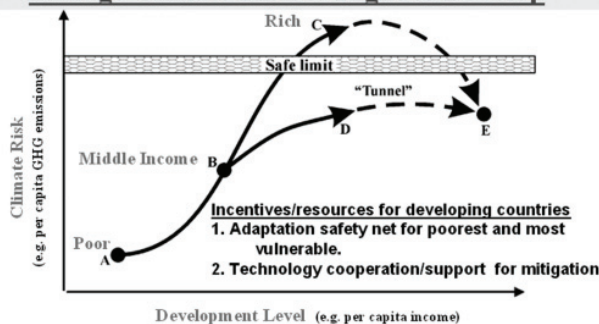 Rich
C
Safe limit
"Tunnel"
D
E
Middle Income
B
Poor
A
Climate Risk
(e.g. per capita GHG emissions)
Incentives/resources for developing countries
1. Adaptation safety net for poorest and most
vulnerable.
2. Technology cooperation/support for mitigation
Development Level (e.g. per capita income)